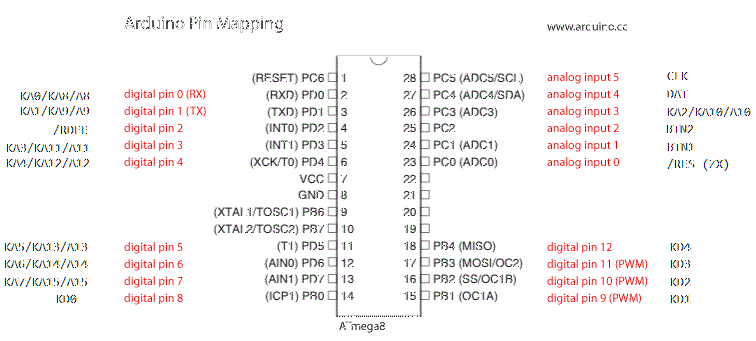 Arduino Pin Mapping www.arduino.cc
(RESET) PC6 1 28 PC5 (ADC5/SCL) analog input 5 CLK
KA0/KA8/A8 digital pin 0 (RX) (RXD) PD0 2 27 PC4 (ADC4/SDA) analog input 4 DAT
KA1/KA9/A9 digital pin 1 (TX) (TXD) PD1 3 26 PC3 (ADC3) analog input 3 KA2/KA10/A10
/RDFE digital pin 2 (INT0) PD2 4 25 PC2 analog input 2 BTN2
KA3/KA11/A11 digital pin 3 (INT1) PD3 5 24 PC1 (ADC1) analog input 1 BTN1
KA4/KA12/A12 digital pin 4 (XCK/T0) PD4 6 23 PC0 (ADC0) analog input 0 /RES (ZX)
VCC 7 22
GND 8 21
(XTAL1/TOSC1) PB6 9 20
(XTAL2/TOSC2) PB7 10 19
KA5/KA13/A13 digital pin 5 (T1) PD5 11 18 PB4 (MISO) digital pin 12 KD4
KA6/KA14/A14 digital pin 6 (AIN0) PD6 12 17 PB3 (MOSI/OC2) digital pin 11 (PWM) KD3
KA7/KA15/A15 digital pin 7 (AIN1) PD7 13 16 PB2 (SS/OC1B) digital pin 10 (PWM) KD2
KD0 digital pin 8 (ICP1) PB0 14 15 PB1 (OC1A) digital pin 9 (PWM) KD1
ATmega8